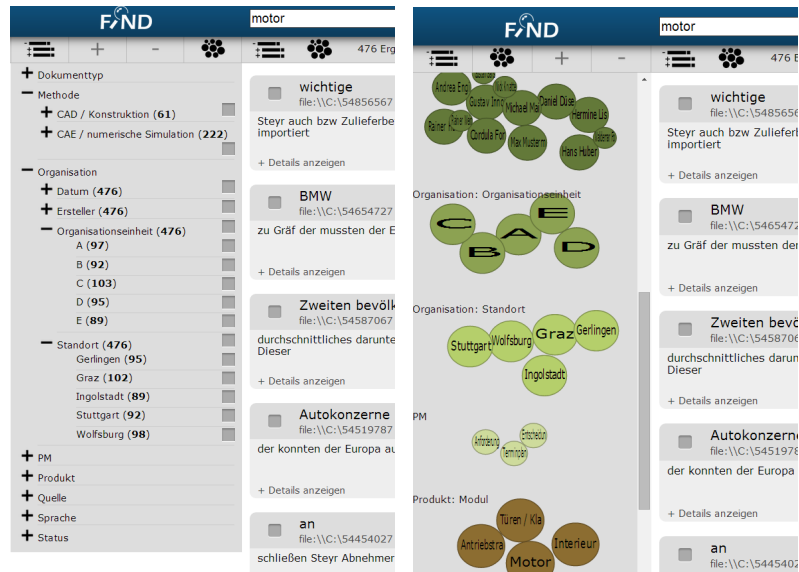 FIND
motor
+
-
476 Erg
Dokumenttyp
Methode
CAD / Konstruktion (61)
CAE / numerische Simulation (222)
Organisation
Datum (476)
Ersteller (476)
Organisationseinheit (476)
A (97)
B (92)
C (103)
D (95)
E (89)
Standort (476)
Gerlingen (95)
Graz (102)
Ingolstadt (89)
Stuttgart (92)
Wolfsburg (98)
PM
Produkt
Quelle
Sprache
Status
wichtige
file:\\C:\54856567
Steyr auch bzw Zulieferbe
importiert
+ Details anzeigen
BMW
file:\\C:\54654727
zu Gräf der mussten der E
+ Details anzeigen
Zweiten bevölk
file:\\C:\54587067
durchschnittliches darunte
Dieser
+ Details anzeigen
Autokonzerne
file:\\C:\54519787
der konnten der Europa au
+ Details anzeigen
an
file:\\C:\54454027
schließen Steyr Abnehmer
FIND
motor
+
-
476 E
Andrea Eng
Gustav Inno
Michael Ma
Daniel Düse
Hermine Lis
Cordula For
Max Musterm
Hans Huber
Organisation: Organisationseinheit
C
B
A
E
D
Organisation: Standort
Stuttgart
Wolfsburg
Graz
Gerlingen
Ingolstadt
PM
Anforderung
Terminplan
Entscheidun
Produkt: Modul
Türen / Kla
Antriebstra
Motor
Interieur
wichtige
file:\\C:\5485656
Steyr auch bzw Zulieferb
importiert
+ Details anzeigen
BMW
file:\\C:\5465472
zu Gräf der mussten der
+ Details anzeigen
Zweiten bevö
file:\\C:\5458706
durchschnittliches darun
Dieser
+ Details anzeigen
Autokonzerne
file:\\C:\5451978
der konnten der Europa
+ Details anzeigen
an
file:\\C:\5445402